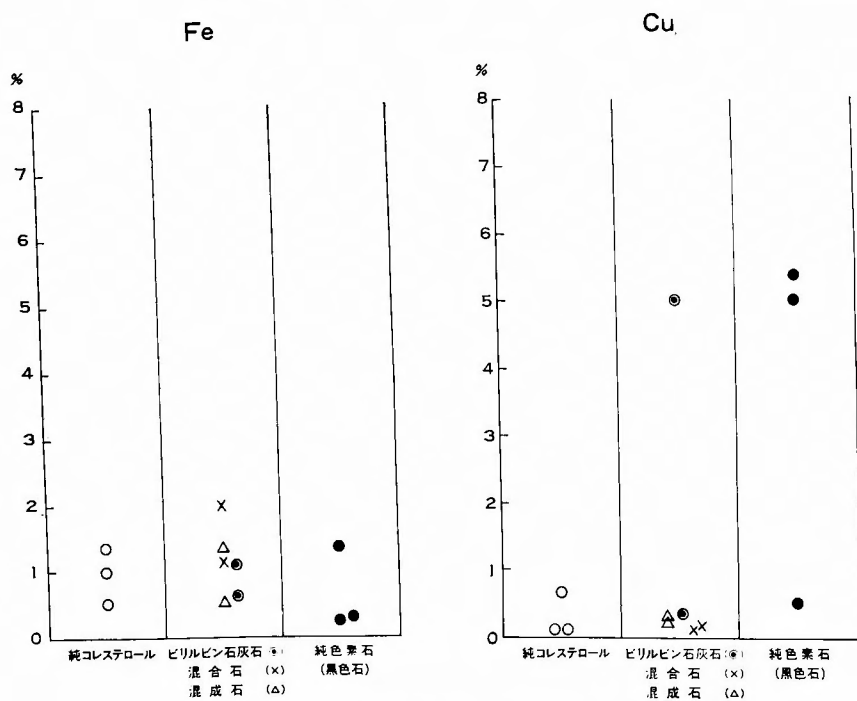 Fe
%
8
7
6
5
4
3
2
1
0
純コレステロール
ビリルビン石灰石(◉)
混合石 (×)
混成石 (△)
純色素石
(黒色石)
Cu
%
8
7
6
5
4
3
2
1
0
純コレステロール
ビリルビン石灰石(◉)
混合石 (×)
混成石 (△)
純色素石
(黒色石)